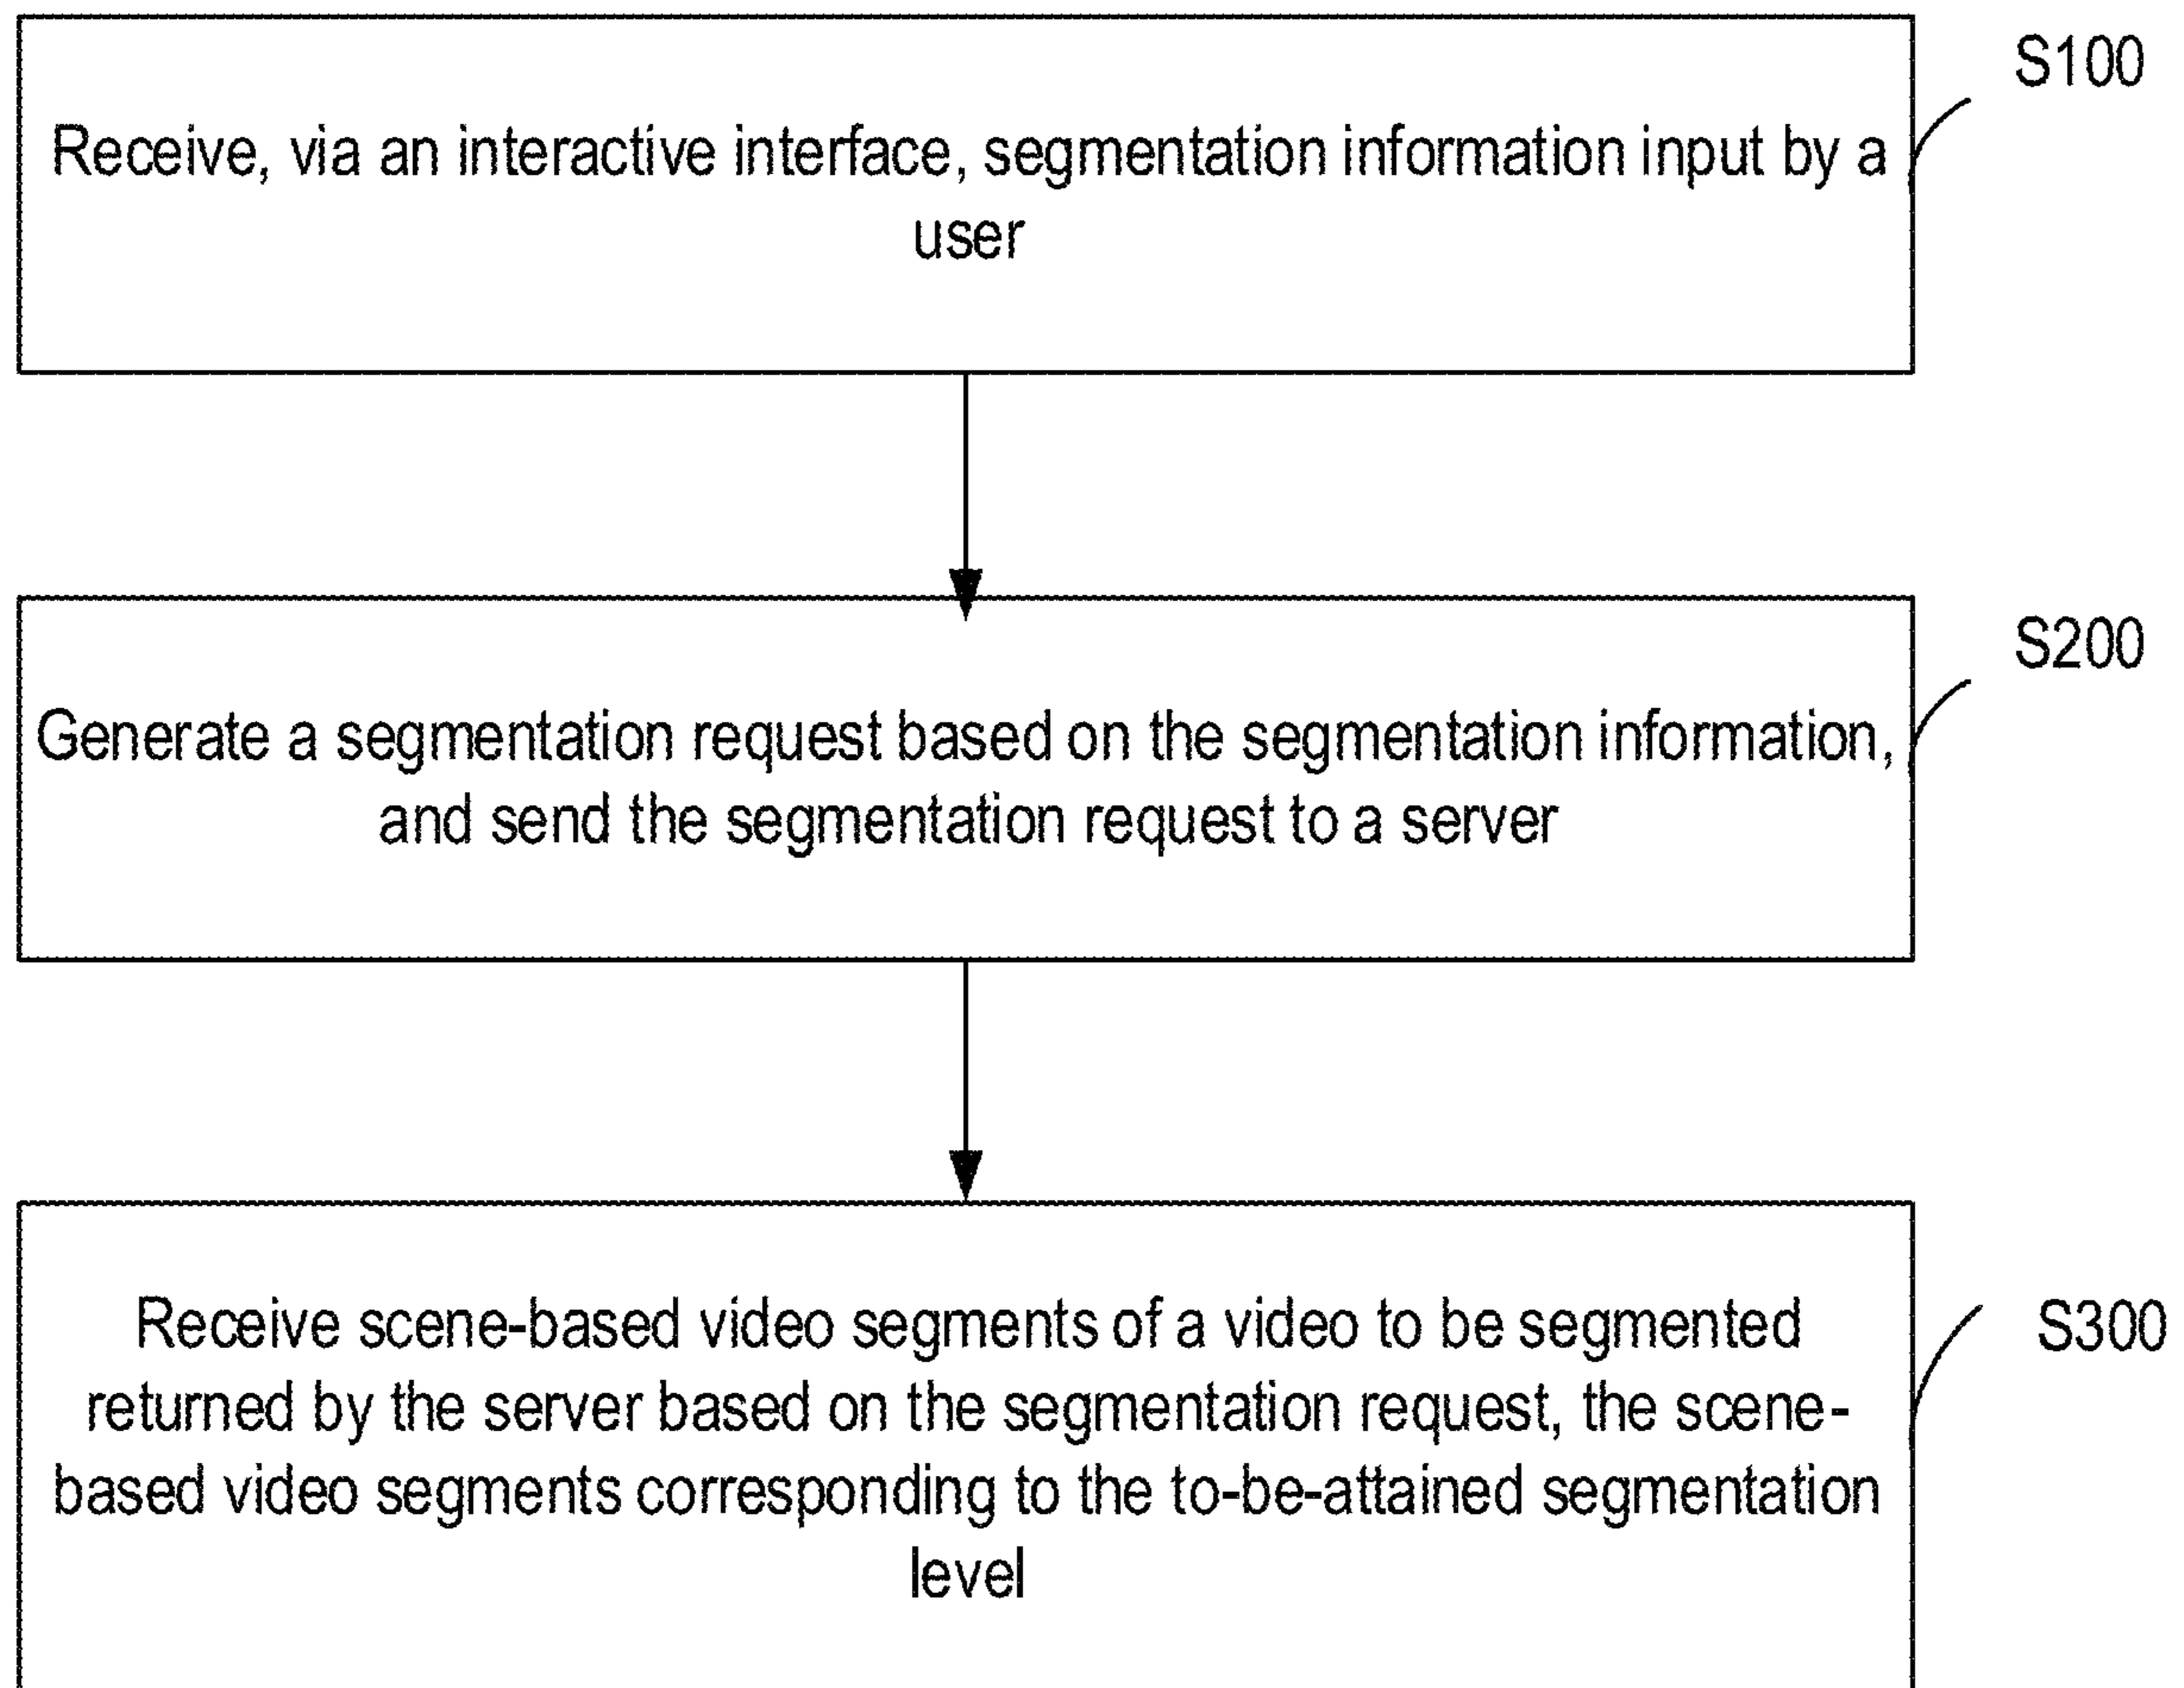 S100
Receive, via an interactive interface, segmentation information input by a
user
S200
Generate a segmentation request based on the segmentation information,
and send the segmentation request to a server
Receive scene-based video segments of a video to be segmented
S300
returned by the server based on the segmentation request, the scene-
based video segments corresponding to the to-be-attained segmentation
level